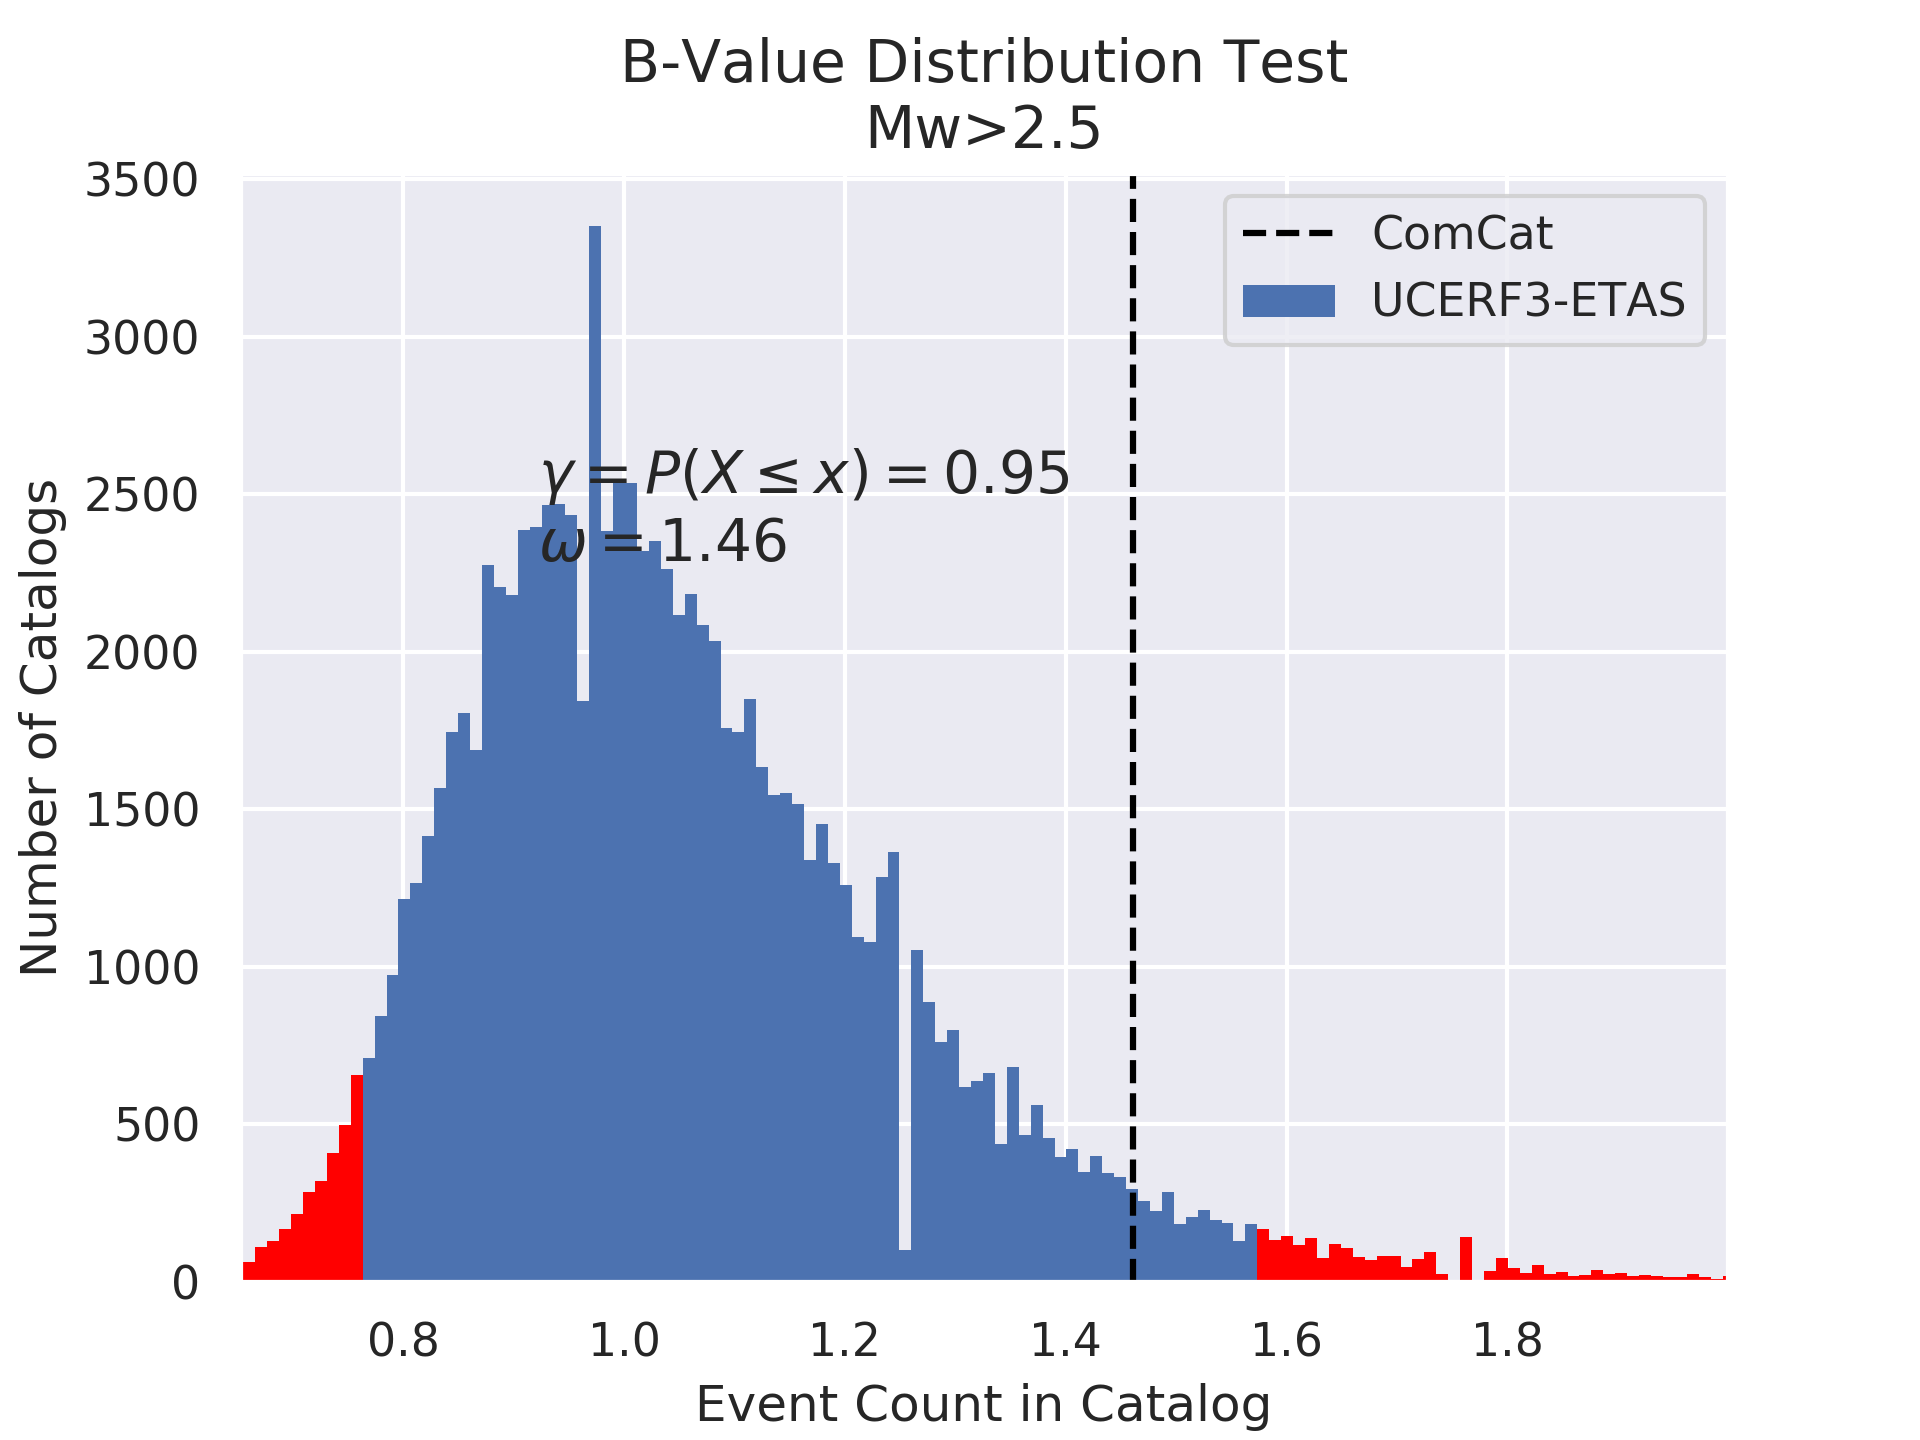 B-Value Distribution Test
Mw>2.5
3500
3000
2500
2000
1500
1000
500
0
Number of Catalogs
ComCat
UCERF3-ETAS
γ = P(X ≤ x) = 0.95
ω = 1.46
0.8 1.0 1.2 1.4 1.6 1.8
Event Count in Catalog